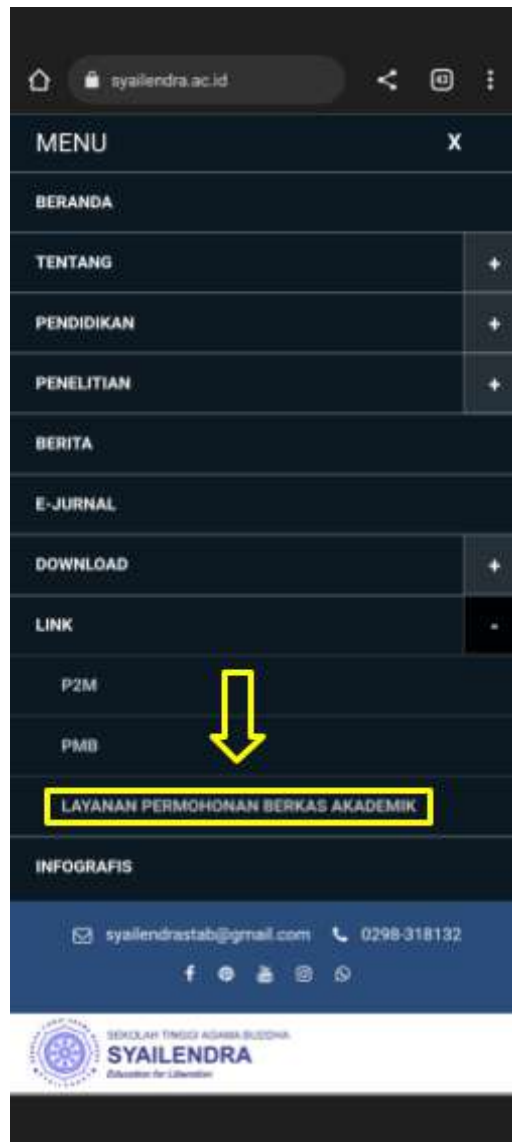 syailendra.ac.id
43
MENU X
BERANDA
TENTANG +
PENDIDIKAN +
PENELITIAN +
BERITA
E-JURNAL
DOWNLOAD +
LINK -
P2M
PMB
LAYANAN PERMOHONAN BERKAS AKADEMIK
INFOGRAFIS
syailendrastab@gmail.com 0298-318132
SEKOLAH TINGGI AGAMA BUDDHA
SYAILENDRA
Education for Liberation